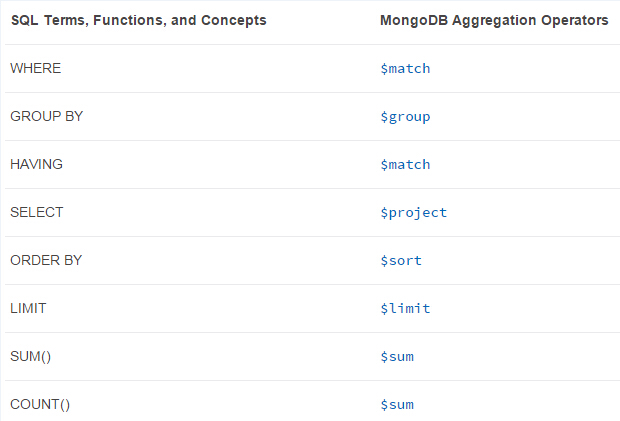 SQL Terms, Functions, and Concepts MongoDB Aggregation Operators
WHERE $match
GROUP BY $group
HAVING $match
SELECT $project
ORDER BY $sort
LIMIT $limit
SUM() $sum
COUNT() $sum